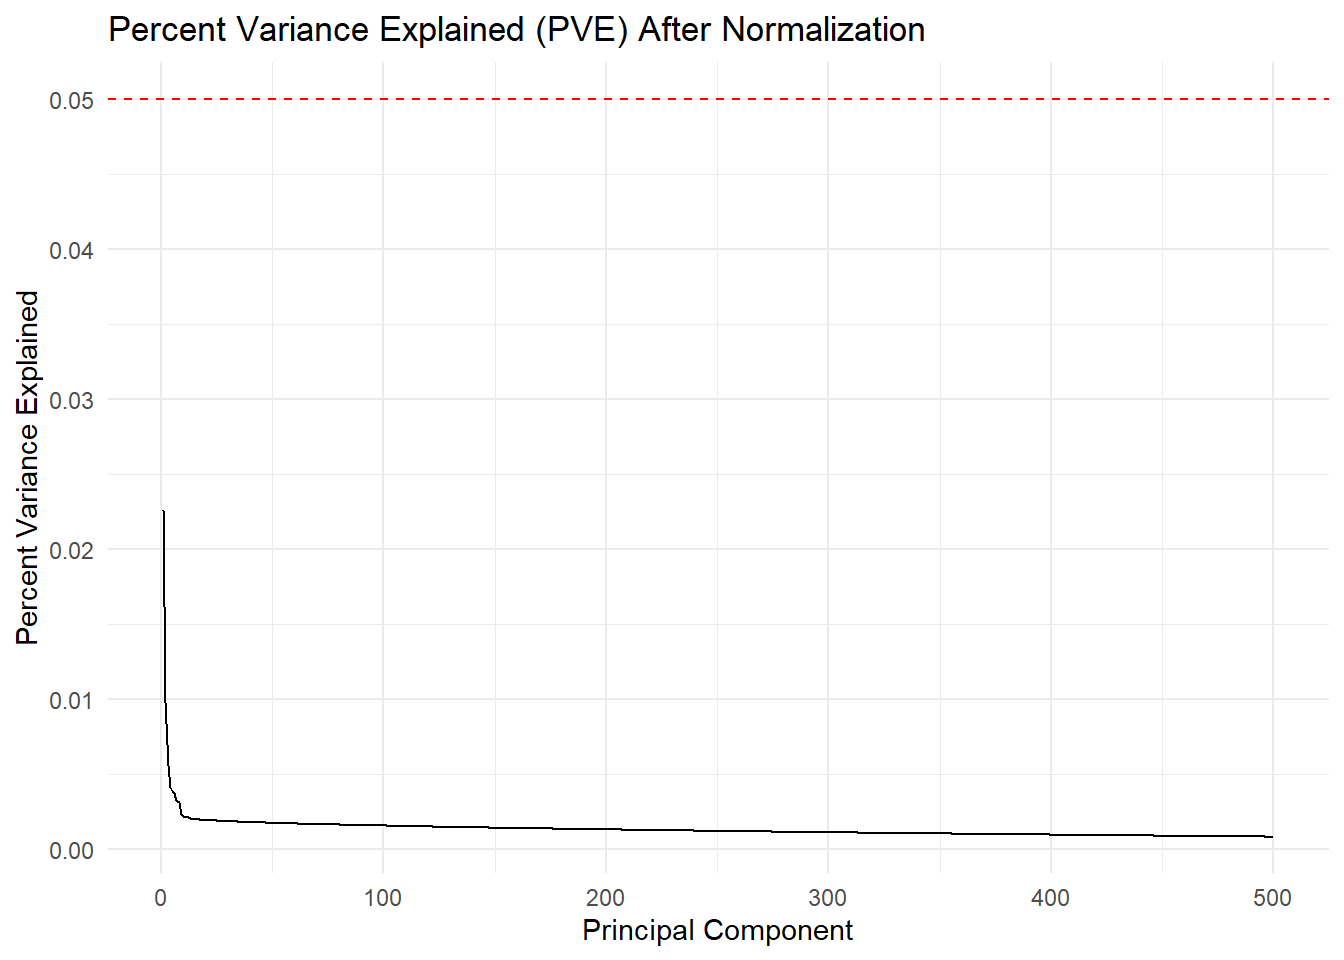 Percent Variance Explained (PVE) After Normalization
Percent Variance Explained
0.05
0.04
0.03
0.02
0.01
0.00
0 100 200 300 400 500
Principal Component